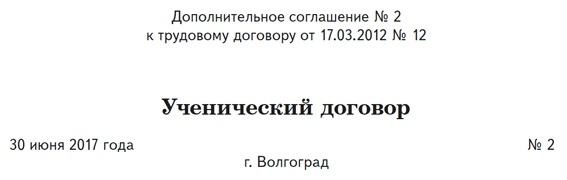 Дополнительное соглашение № 2
к трудовому договору от 17.03.2012 № 12
Ученический договор
30 июня 2017 года № 2
г. Волгоград